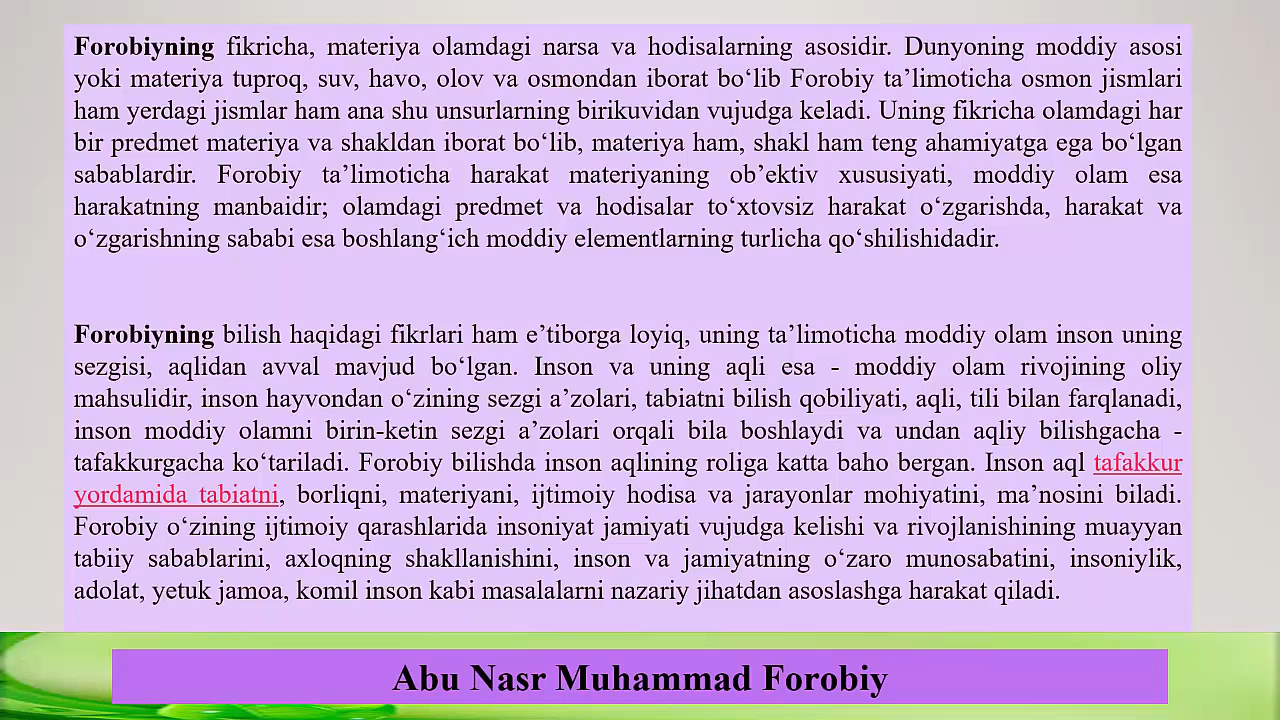 Forobiyning fikricha, materiya olamdagi narsa va hodisalarning asosidir. Dunyoning moddiy asosi
yoki materiya tuproq, suv, havo, olov va osmondan iborat bo‘lib Forobiy ta’limoticha osmon jismlari
ham yerdagi jismlar ham ana shu unsurlarning birikuvidan vujudga keladi. Uning fikricha olamdagi har
bir predmet materiya va shakldan iborat bo‘lib, materiya ham, shakl ham teng ahamiyatga ega bo‘lgan
sabablardir. Forobiy ta’limoticha harakat materiyaning ob’ektiv xususiyati, moddiy olam esa
harakatning manbaidir; olamdagi predmet va hodisalar to‘xtovsiz harakat o‘zgarishda, harakat va
o‘zgarishning sababi esa boshlang‘ich moddiy elementlarning turlicha qo‘shilishidadir.
Forobiyning bilish haqidagi fikrlari ham e’tiborga loyiq, uning ta’limoticha moddiy olam inson uning
sezgisi, aqlidan avval mavjud bo‘lgan. Inson va uning aqli esa - moddiy olam rivojining oliy
mahsulidir, inson hayvondan o‘zining sezgi a’zolari, tabiatni bilish qobiliyati, aqli, tili bilan farqlanadi,
inson moddiy olamni birin-ketin sezgi a’zolari orqali bila boshlaydi va undan aqliy bilishgacha -
tafakkurgacha ko‘tariladi. Forobiy bilishda inson aqlining roliga katta baho bergan. Inson aql tafakkur
yordamida tabiatni, borliqni, materiyani, ijtimoiy hodisa va jarayonlar mohiyatini, ma’nosini biladi.
Forobiy o‘zining ijtimoiy qarashlarida insoniyat jamiyati vujudga kelishi va rivojlanishining muayyan
tabiiy sabablarini, axloqning shakllanishini, inson va jamiyatning o‘zaro munosabatini, insoniylik,
adolat, yetuk jamoa, komil inson kabi masalalarni nazariy jihatdan asoslashga harakat qiladi.
Abu Nasr Muhammad Forobiy